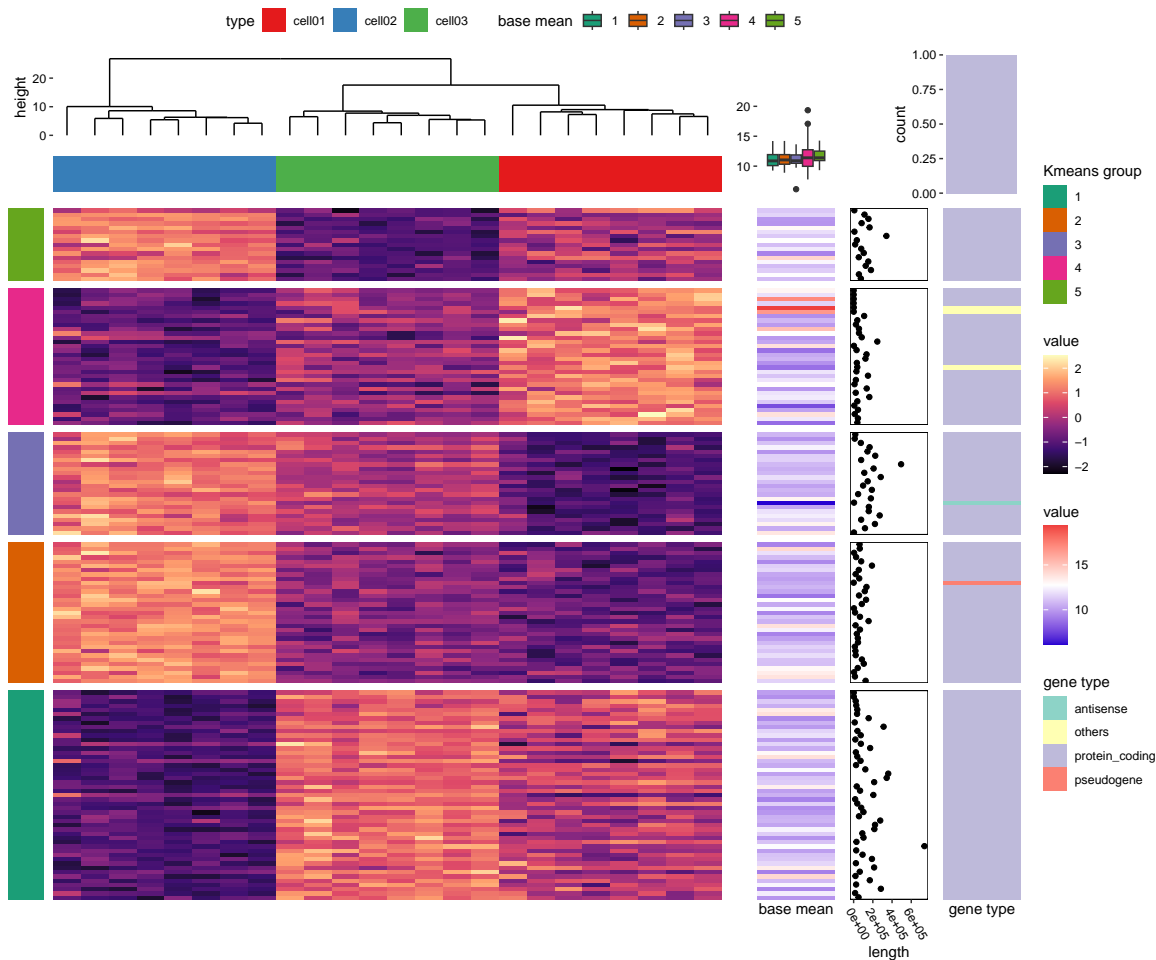 type cell01 cell02 cell03 base mean 1 2 3 4 5
height
20
10
0
20
15
10
count
1.00
0.75
0.50
0.25
0.00
Kmeans group
1
2
3
4
5
value
2
1
0
−1
−2
value
15
10
gene type
antisense
others
protein_coding
pseudogene
base mean
0e+00
2e+05
4e+05
6e+05
length
gene type